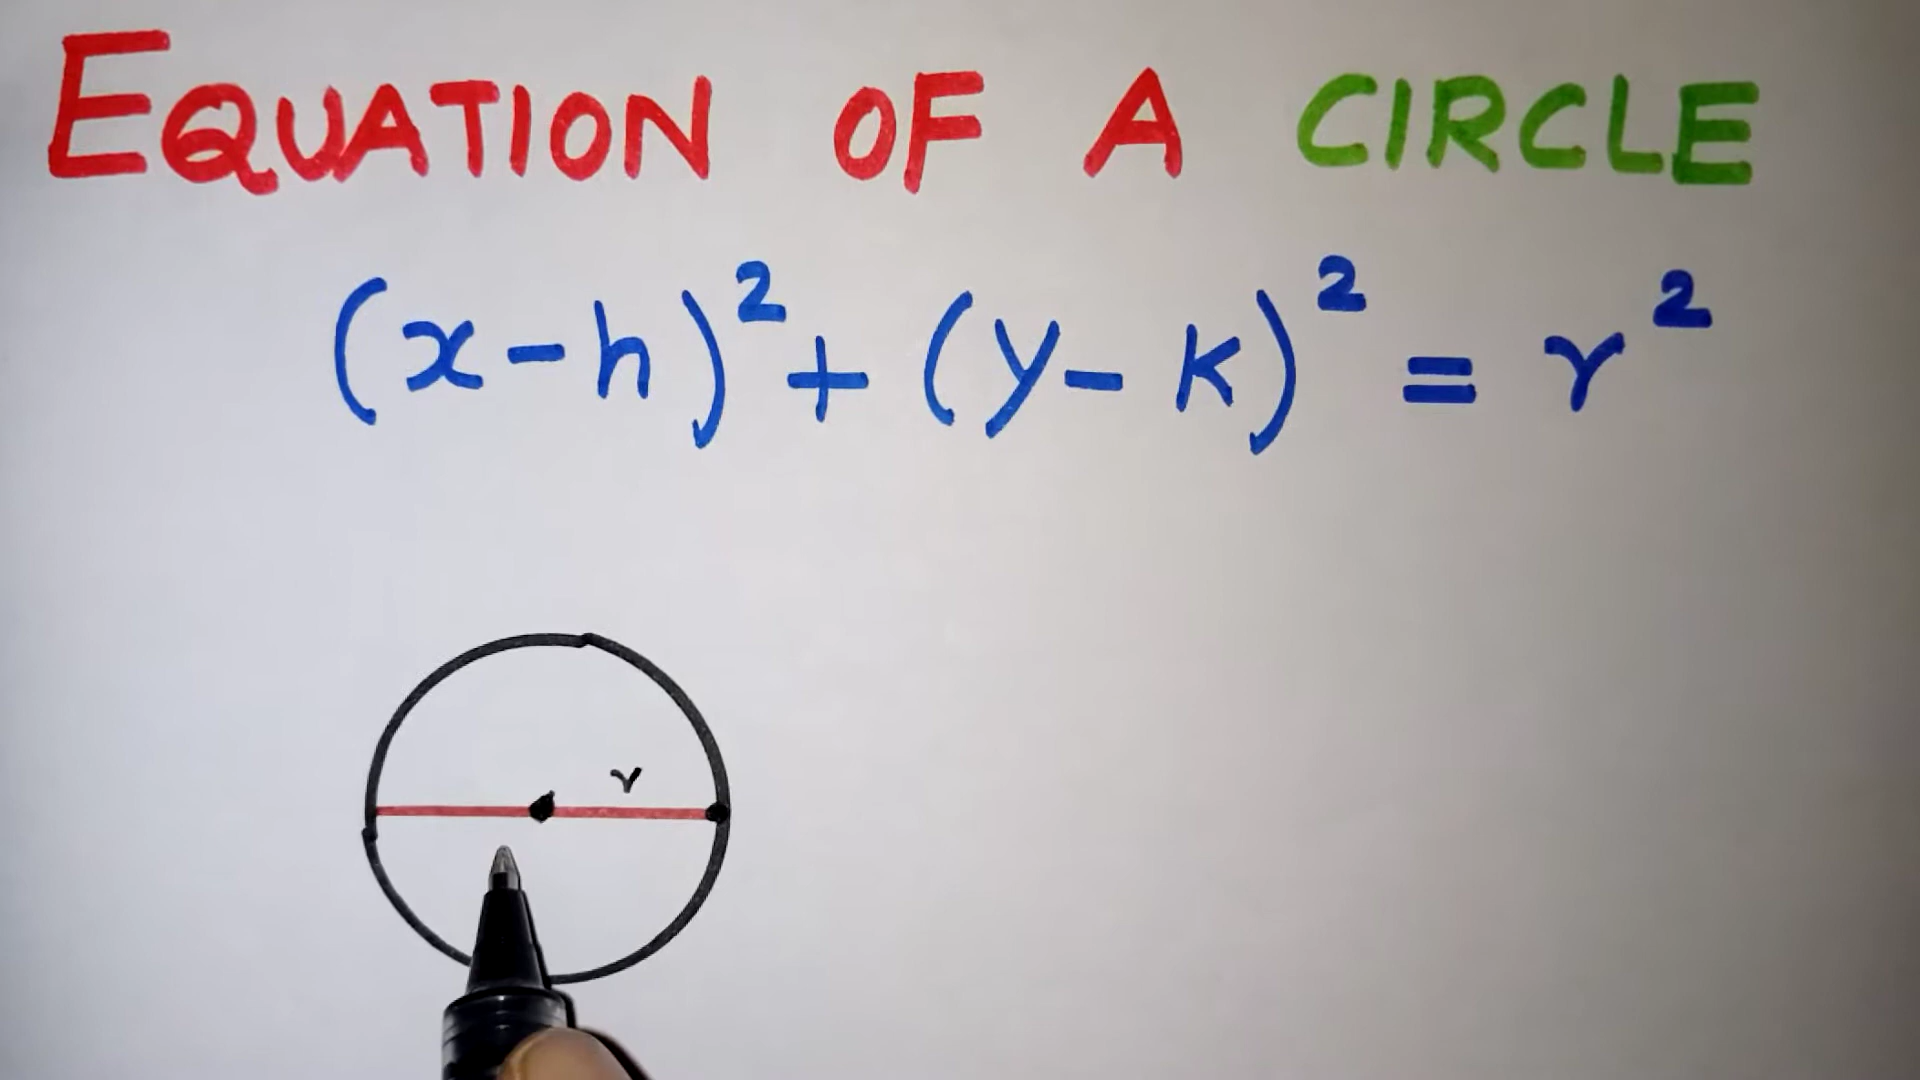 EQUATION OF A CIRCLE
(x-h)² + (y-k)² = r²
r